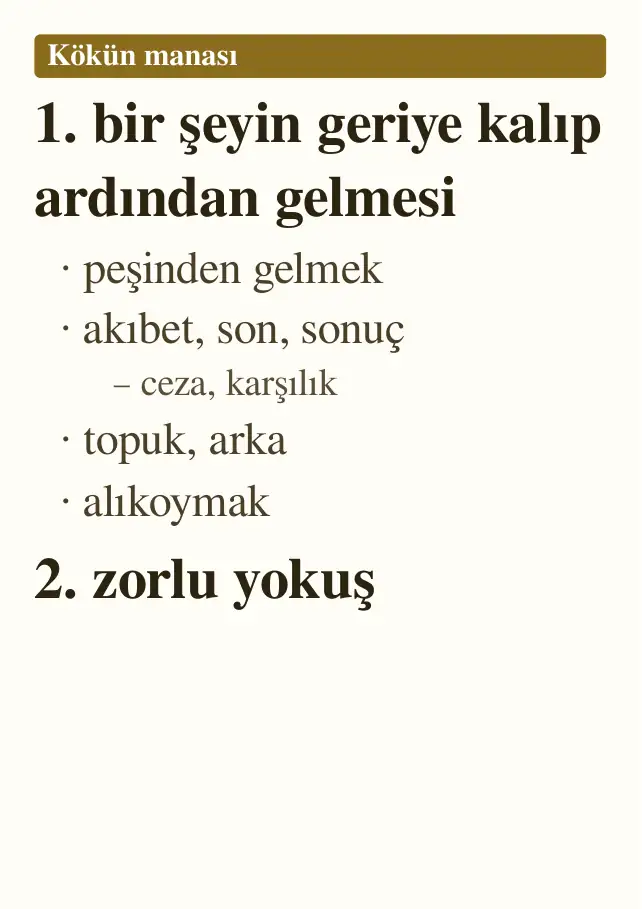 Kökün manası
1. bir şeyin geriye kalıp
ardından gelmesi
· peşinden gelmek
· akıbet, son, sonuç
– ceza, karşılık
· topuk, arka
· alıkoymak
2. zorlu yokuş